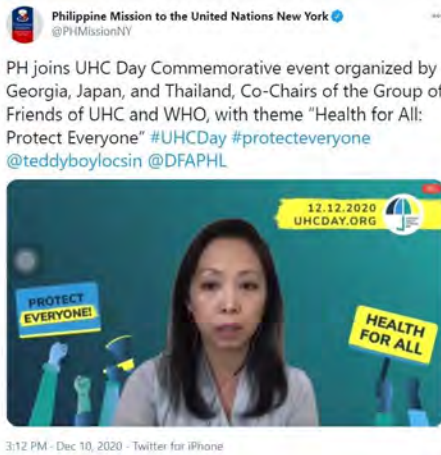 Philippine Mission to the United Nations New York
@PHMissionNY
PH joins UHC Day Commemorative event organized by
Georgia, Japan, and Thailand, Co-Chairs of the Group of
Friends of UHC and WHO, with theme “Health for All:
Protect Everyone” #UHCDay #protecteveryone
@teddyboylocsin @DFAPHL
12.12.2020
UHCDAY.ORG
PROTECT
EVERYONE!
HEALTH
FOR ALL
3:12 PM - Dec 10, 2020 - Twitter for iPhone